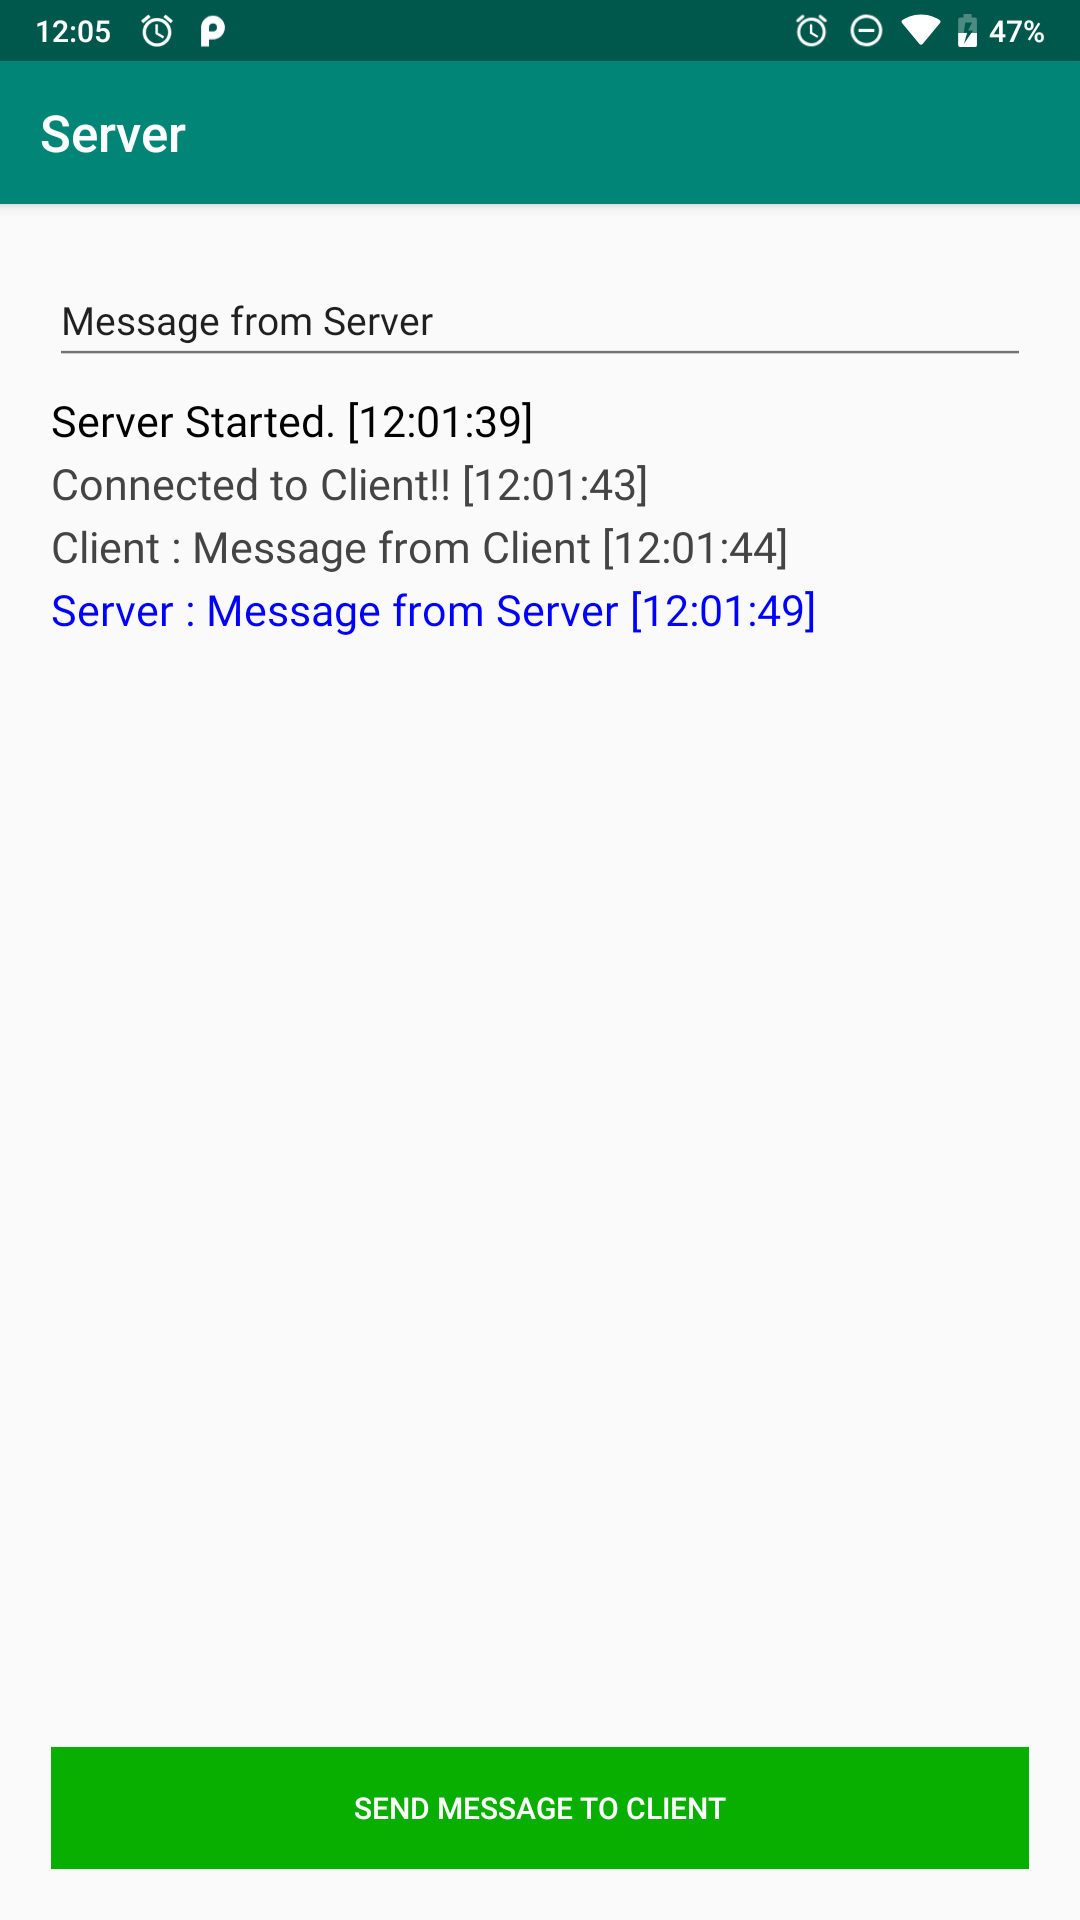 12:05 47%
Server
Message from Server
Server Started. [12:01:39]
Connected to Client!! [12:01:43]
Client : Message from Client [12:01:44]
Server : Message from Server [12:01:49]
SEND MESSAGE TO CLIENT